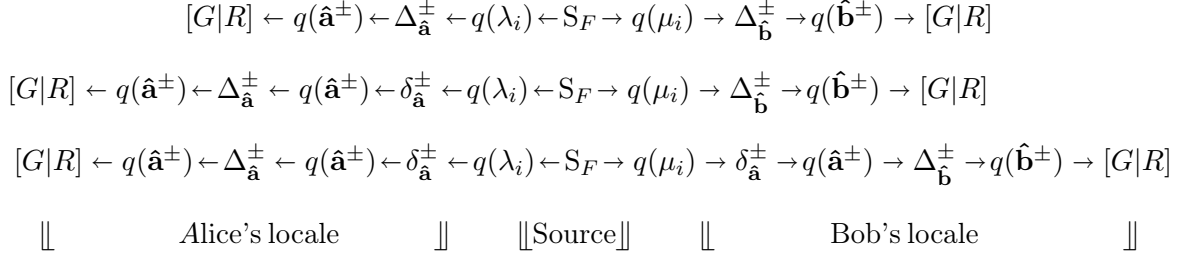 [G|R] ← q(â±) ← Δ_â^± ← q(λ_i) ← S_F → q(μ_i) → Δ_b̂^± → q(b̂±) → [G|R]
[G|R] ← q(â±) ← Δ_â^± ← q(â±) ← δ_â^± ← q(λ_i) ← S_F → q(μ_i) → Δ_b̂^± → q(b̂±) → [G|R]
[G|R] ← q(â±) ← Δ_â^± ← q(â±) ← δ_â^± ← q(λ_i) ← S_F → q(μ_i) → δ_â^± → q(â±) → Δ_b̂^± → q(b̂±) → [G|R]
⌊⌊ Alice's locale ⌋⌋ ⌊⌊Source⌋⌋ ⌊⌊ Bob's locale ⌋⌋